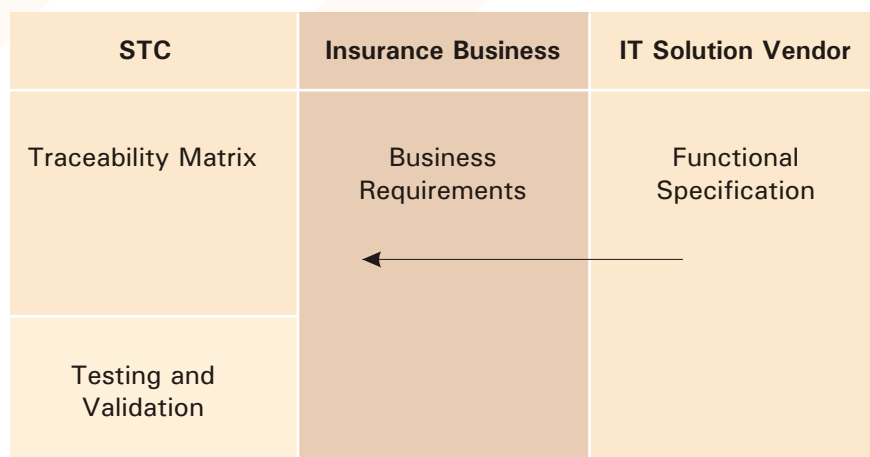 STC
Insurance Business
IT Solution Vendor
Traceability Matrix
Business
Requirements
Functional
Specification
Testing and
Validation